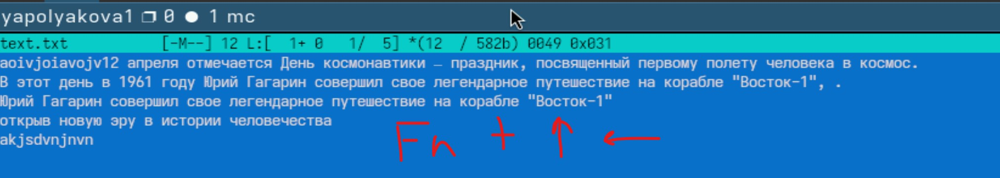 yapolyakova1 0 1 mc
text.txt [-M--] 12 L:[ 1+ 0 1/ 5] *(12 / 582b) 0049 0x031
aoivjoiavojv12 апреля отмечается День космонавтики — праздник, посвященный первому полету человека в космос.
В этот день в 1961 году Юрий Гагарин совершил свое легендарное путешествие на корабле "Восток-1", .
Юрий Гагарин совершил свое легендарное путешествие на корабле "Восток-1"
открыв новую эру в истории человечества
akjsdvnjnvn
Fn + ↑ ←